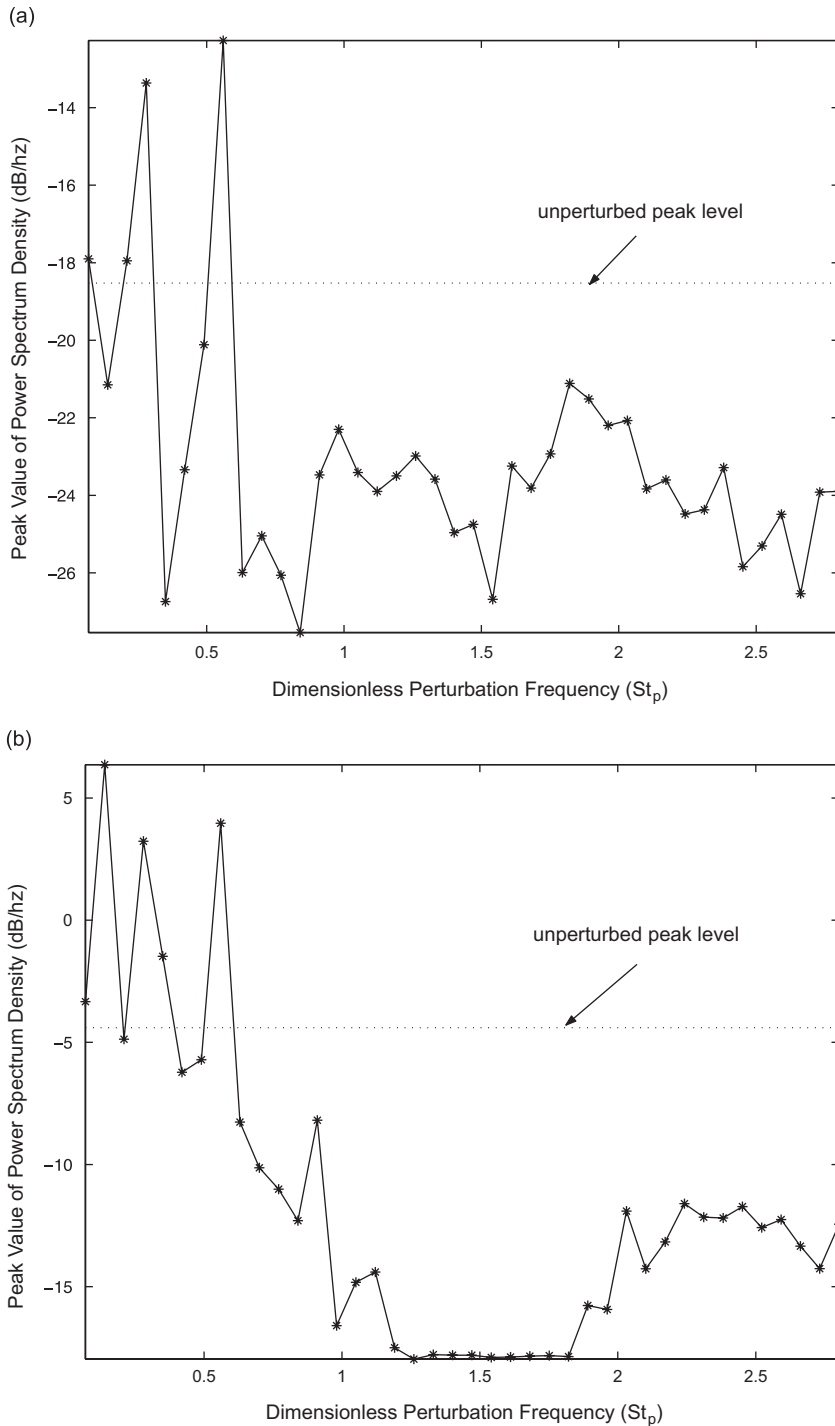 (a)
−14
−16
−18
−20
−22
−24
−26
Peak Value of Power Spectrum Density (dB/hz)
unperturbed peak level
0.5 1 1.5 2 2.5
Dimensionless Perturbation Frequency (St_p)
(b)
5
0
−5
−10
−15
Peak Value of Power Spectrum Density (dB/hz)
unperturbed peak level
0.5 1 1.5 2 2.5
Dimensionless Perturbation Frequency (St_p)